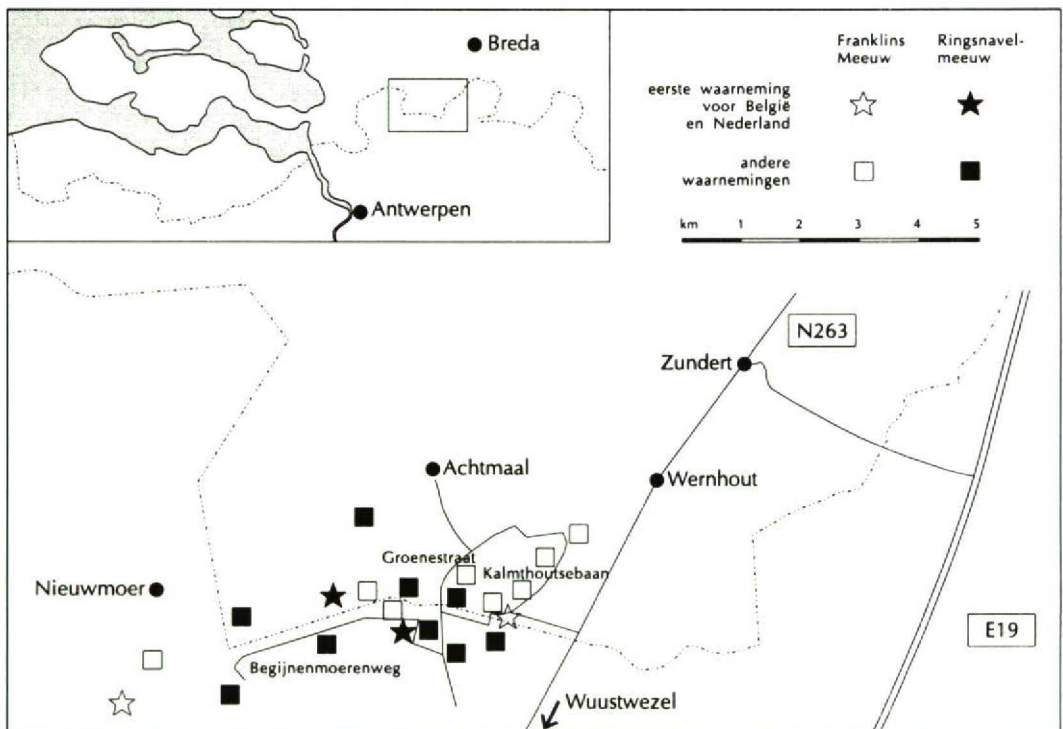 Breda
Antwerpen
Franklins
Meeuw
Ringsnavel-
meeuw
eerste waarneming
voor België
en Nederland
andere
waarnemingen
km 1 2 3 4 5
N263
Zundert
Achtmaal
Wernhout
Groenestraat
Kalmthoutsebaan
Nieuwmoer
E19
Begijnenmoerenweg
Wuustwezel